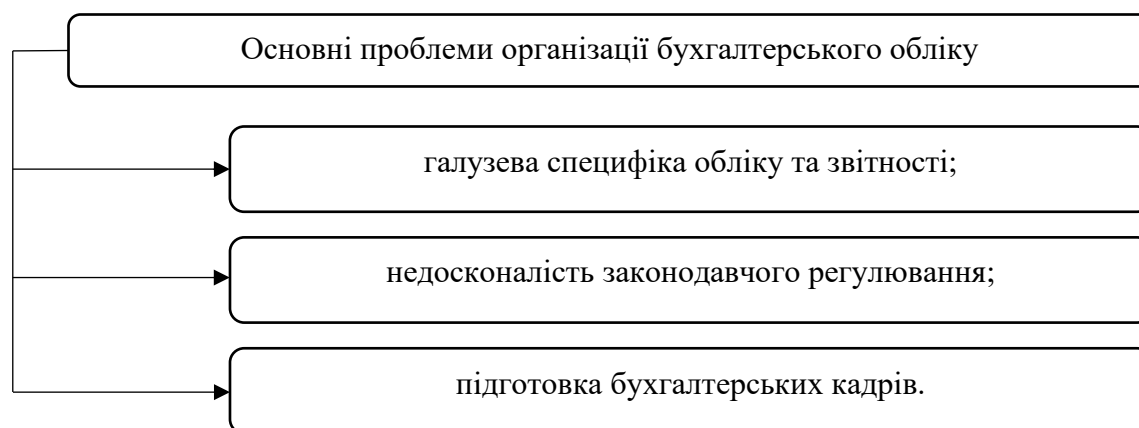 Основні проблеми організації бухгалтерського обліку
галузева специфіка обліку та звітності;
недосконалість законодавчого регулювання;
підготовка бухгалтерських кадрів.